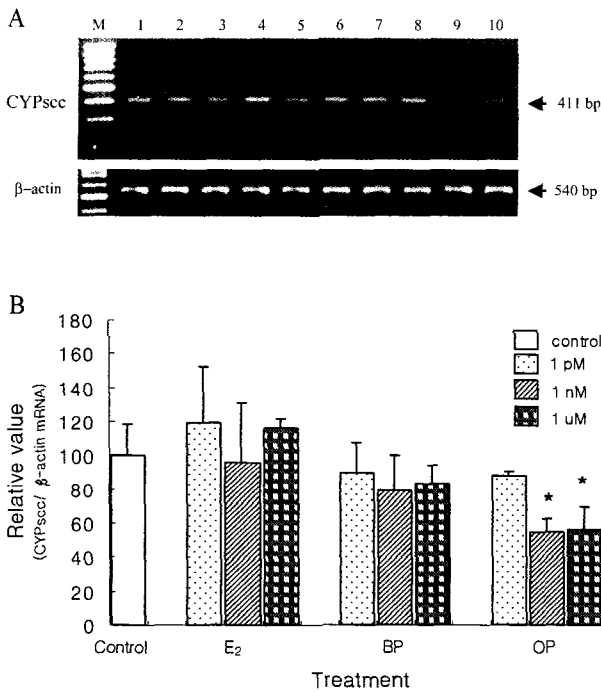 A
M 1 2 3 4 5 6 7 8 9 10
CYPscc
411 bp
β-actin
540 bp
B
180
160
140
120
100
80
60
40
20
0
Relative value
(CYPscc/ β-actin mRNA)
control
1 pM
1 nM
1 uM
* *
Control E₂ BP OP
Treatment